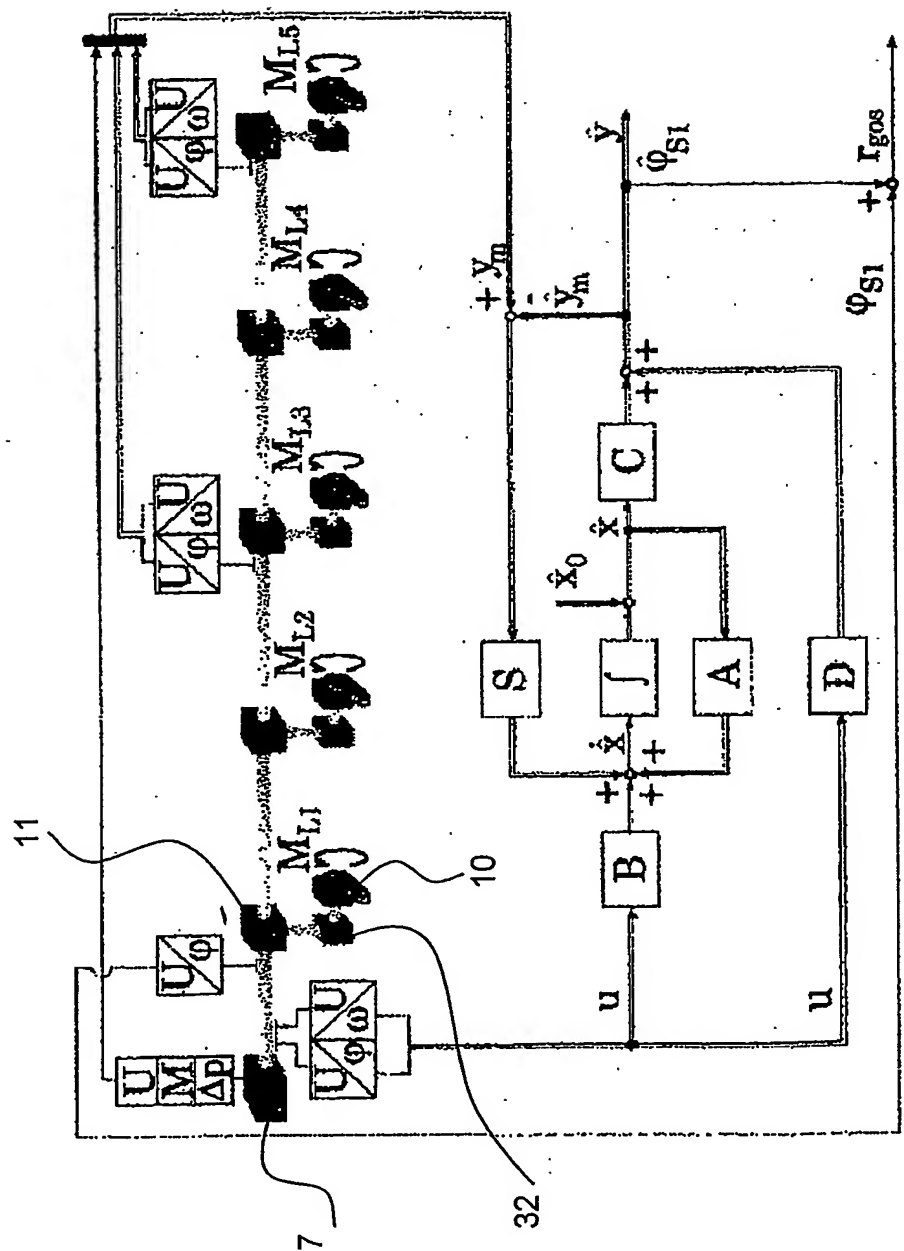 U
M
Δp
U
φ
U
φ
U
ω
U
φ
U
ω
U
φ
U
ω
11
7
32
10
M_L1
M_L2
M_L3
M_L4
M_L5
+ y_m
-
ŷ_m
S
x̂_0
u
B
+
+
+
x̂
∫
x̂
C
+
+
ŷ
φ̂_S1
A
u
D
φ_S1
+
r_gos